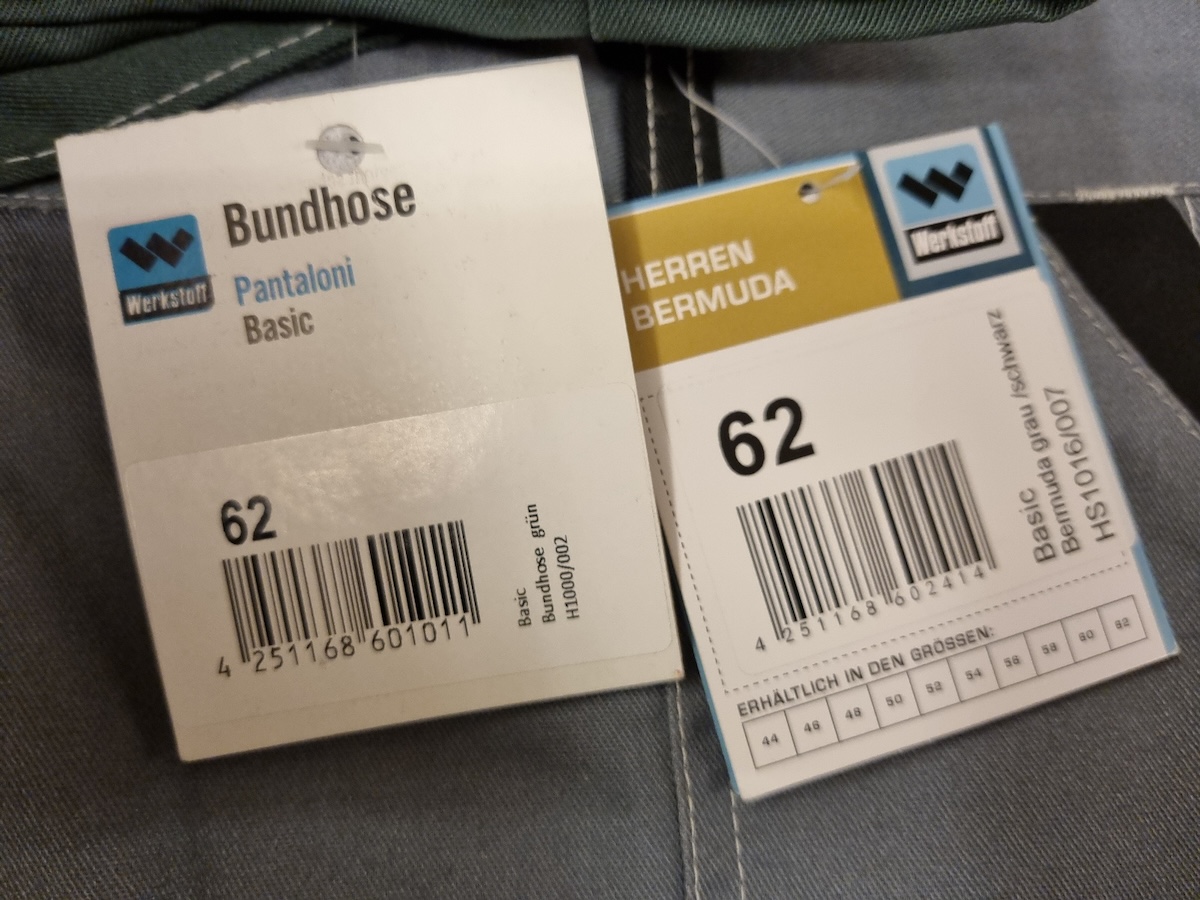 Bundhose
Pantaloni
Basic
Werkstoff
62
4 251168 601011
Basic
Bundhose grün
H1000/002
HERREN
BERMUDA
Werkstoff
62
4 251168 602414
Basic
Bermuda grau /schwarz
HS1016/007
ERHÄLTLICH IN DEN GRÖSSEN:
44 46 48 50 52 54 56 58 60 62